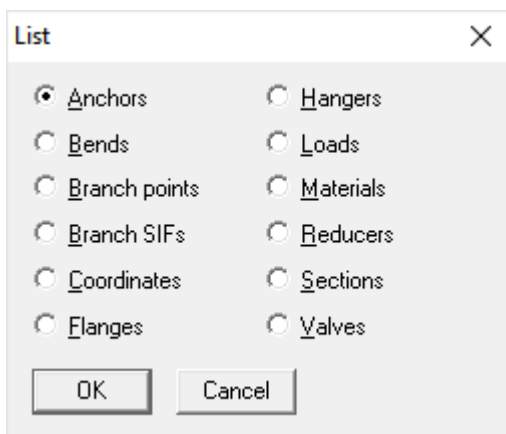 List
Anchors
Bends
Branch points
Branch SIFs
Coordinates
Flanges
Hangers
Loads
Materials
Reducers
Sections
Valves
OK
Cancel